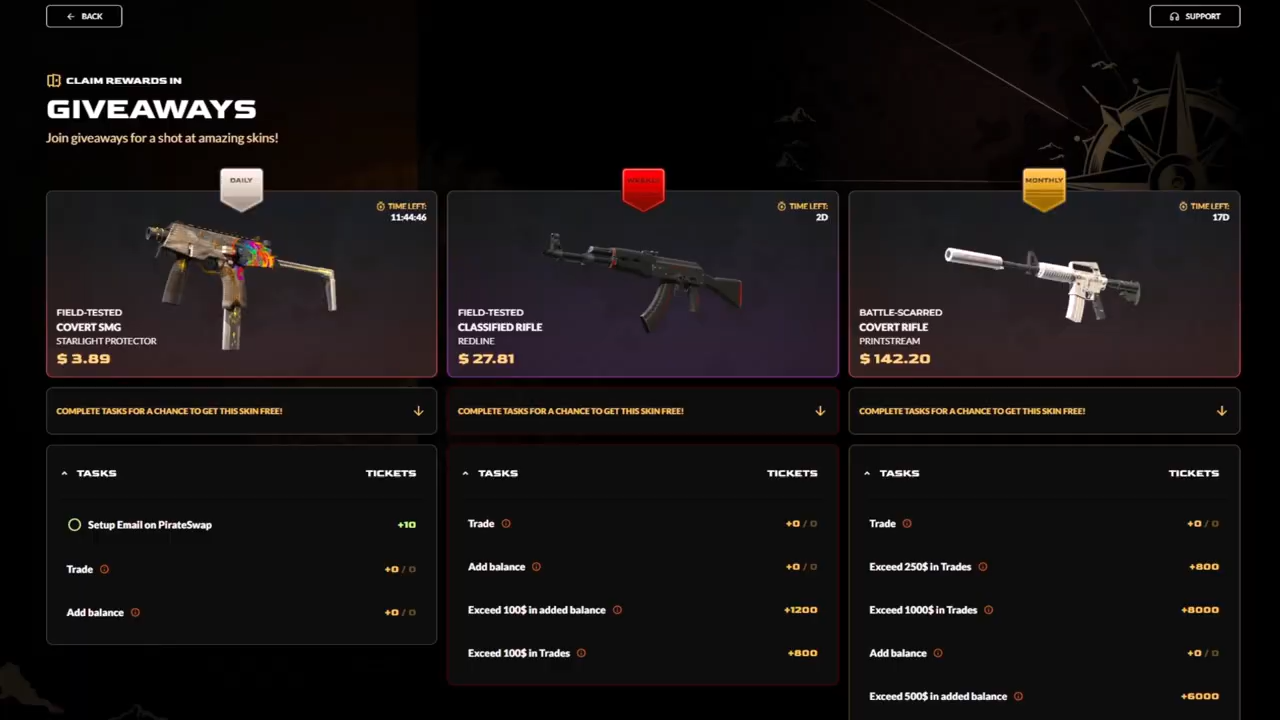 BACK
SUPPORT
CLAIM REWARDS IN
GIVEAWAYS
Join giveaways for a shot at amazing skins!
DAILY
TIME LEFT:
11:44:46
FIELD-TESTED
COVERT SMG
STARLIGHT PROTECTOR
$ 3.89
WEEKLY
TIME LEFT:
2D
FIELD-TESTED
CLASSIFIED RIFLE
REDLINE
$ 27.81
MONTHLY
TIME LEFT:
17D
BATTLE-SCARRED
COVERT RIFLE
PRINTSTREAM
$ 142.20
COMPLETE TASKS FOR A CHANCE TO GET THIS SKIN FREE!
COMPLETE TASKS FOR A CHANCE TO GET THIS SKIN FREE!
COMPLETE TASKS FOR A CHANCE TO GET THIS SKIN FREE!
TASKS TICKETS
Setup Email on PirateSwap +10
Trade +0 / 0
Add balance +0 / 0
TASKS TICKETS
Trade +0 / 0
Add balance +0 / 0
Exceed 100$ in added balance +1200
Exceed 100$ in Trades +800
TASKS TICKETS
Trade +0 / 0
Exceed 250$ in Trades +800
Exceed 1000$ in Trades +8000
Add balance +0 / 0
Exceed 500$ in added balance +6000